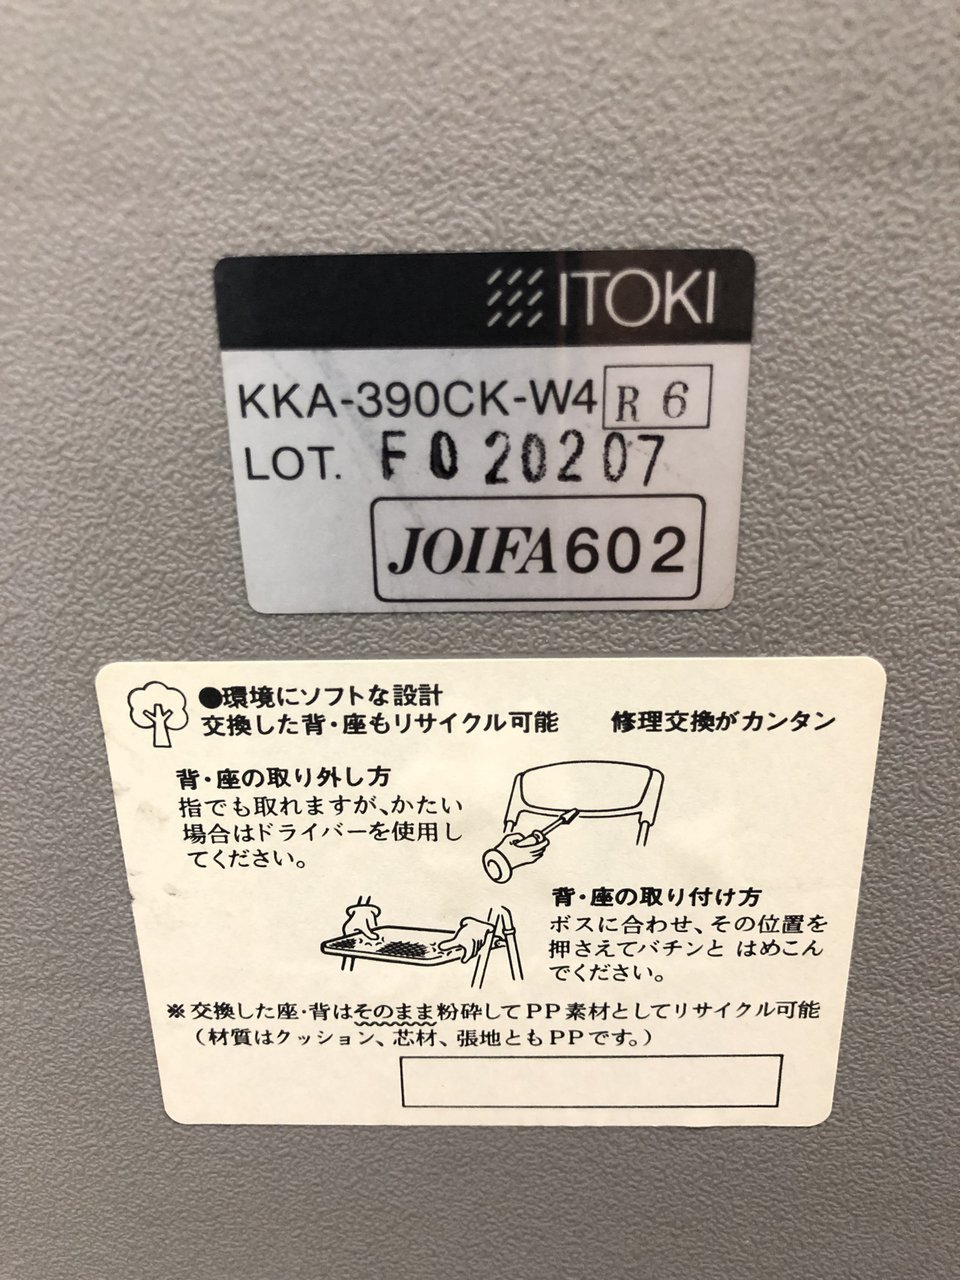 ITOKI
KKA-390CK-W4 R 6
LOT. F 0 20207
JOIFA602
●環境にソフトな設計
交換した背・座もリサイクル可能 修理交換がカンタン
背・座の取り外し方
指でも取れますが、かたい
場合はドライバーを使用し
てください。
背・座の取り付け方
ボスに合わせ、その位置を
押さえてバチンと はめこん
でください。
※交換した座・背はそのまま粉砕してPP素材としてリサイクル可能
(材質はクッション、芯材、張地ともPPです。)